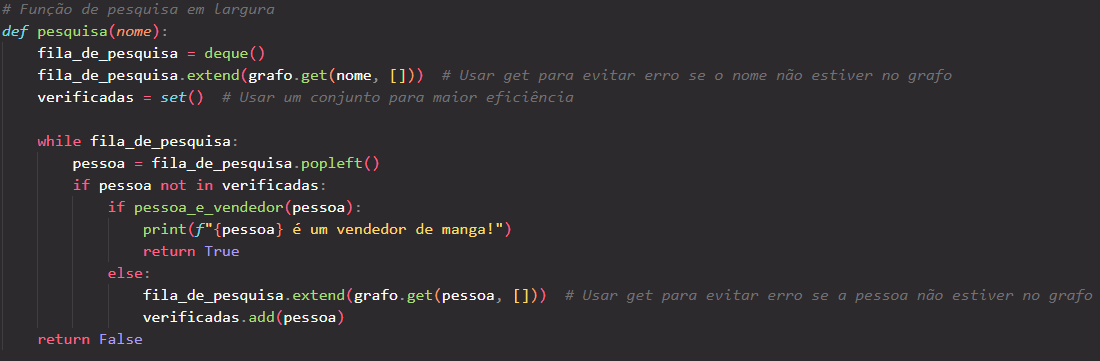 # Função de pesquisa em largura
def pesquisa(nome):
    fila_de_pesquisa = deque()
    fila_de_pesquisa.extend(grafo.get(nome, []))  # Usar get para evitar erro se o nome não estiver no grafo
    verificadas = set()  # Usar um conjunto para maior eficiência

    while fila_de_pesquisa:
        pessoa = fila_de_pesquisa.popleft()
        if pessoa not in verificadas:
            if pessoa_e_vendedor(pessoa):
                print(f"{pessoa} é um vendedor de manga!")
                return True
            else:
                fila_de_pesquisa.extend(grafo.get(pessoa, []))  # Usar get para evitar erro se a pessoa não estiver no grafo
                verificadas.add(pessoa)
    return False